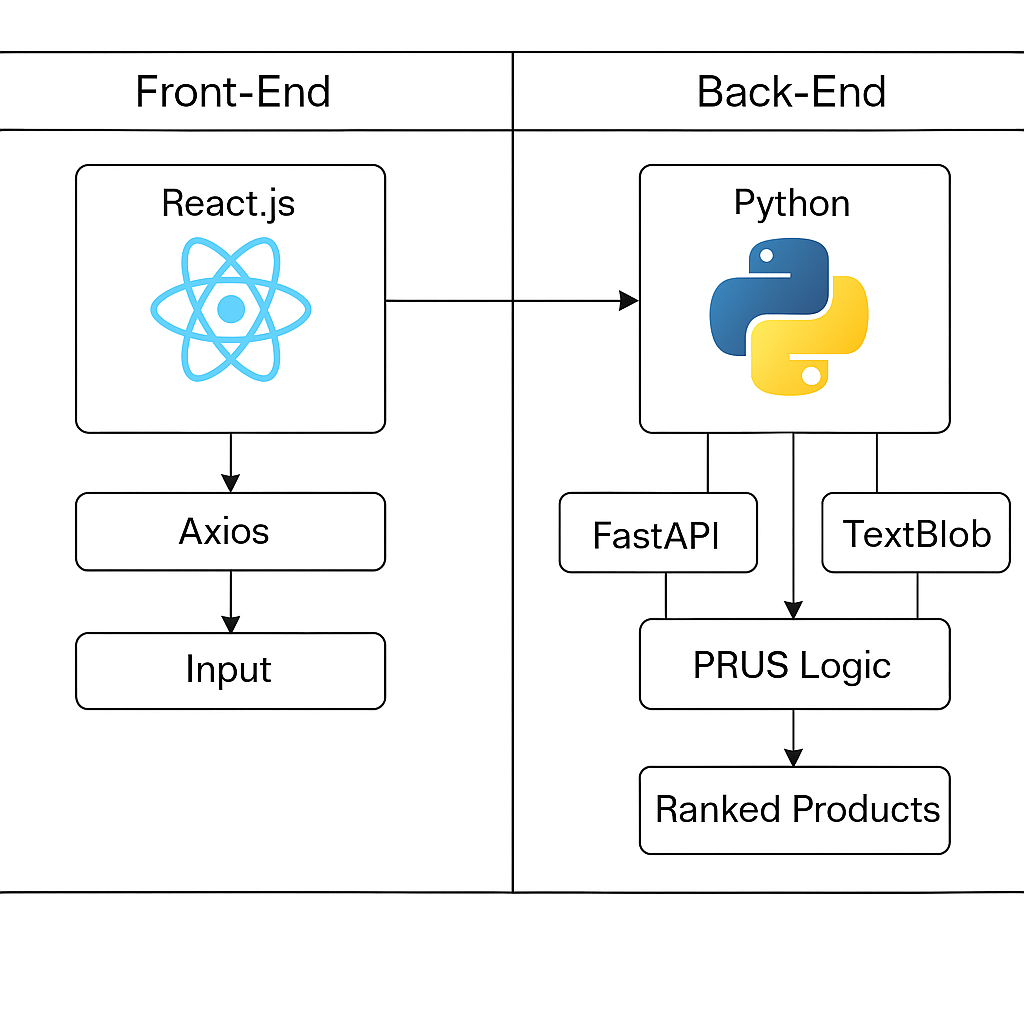 Front-End
Back-End
React.js
Python
Axios
FastAPI
TextBlob
Input
PRUS Logic
Ranked Products